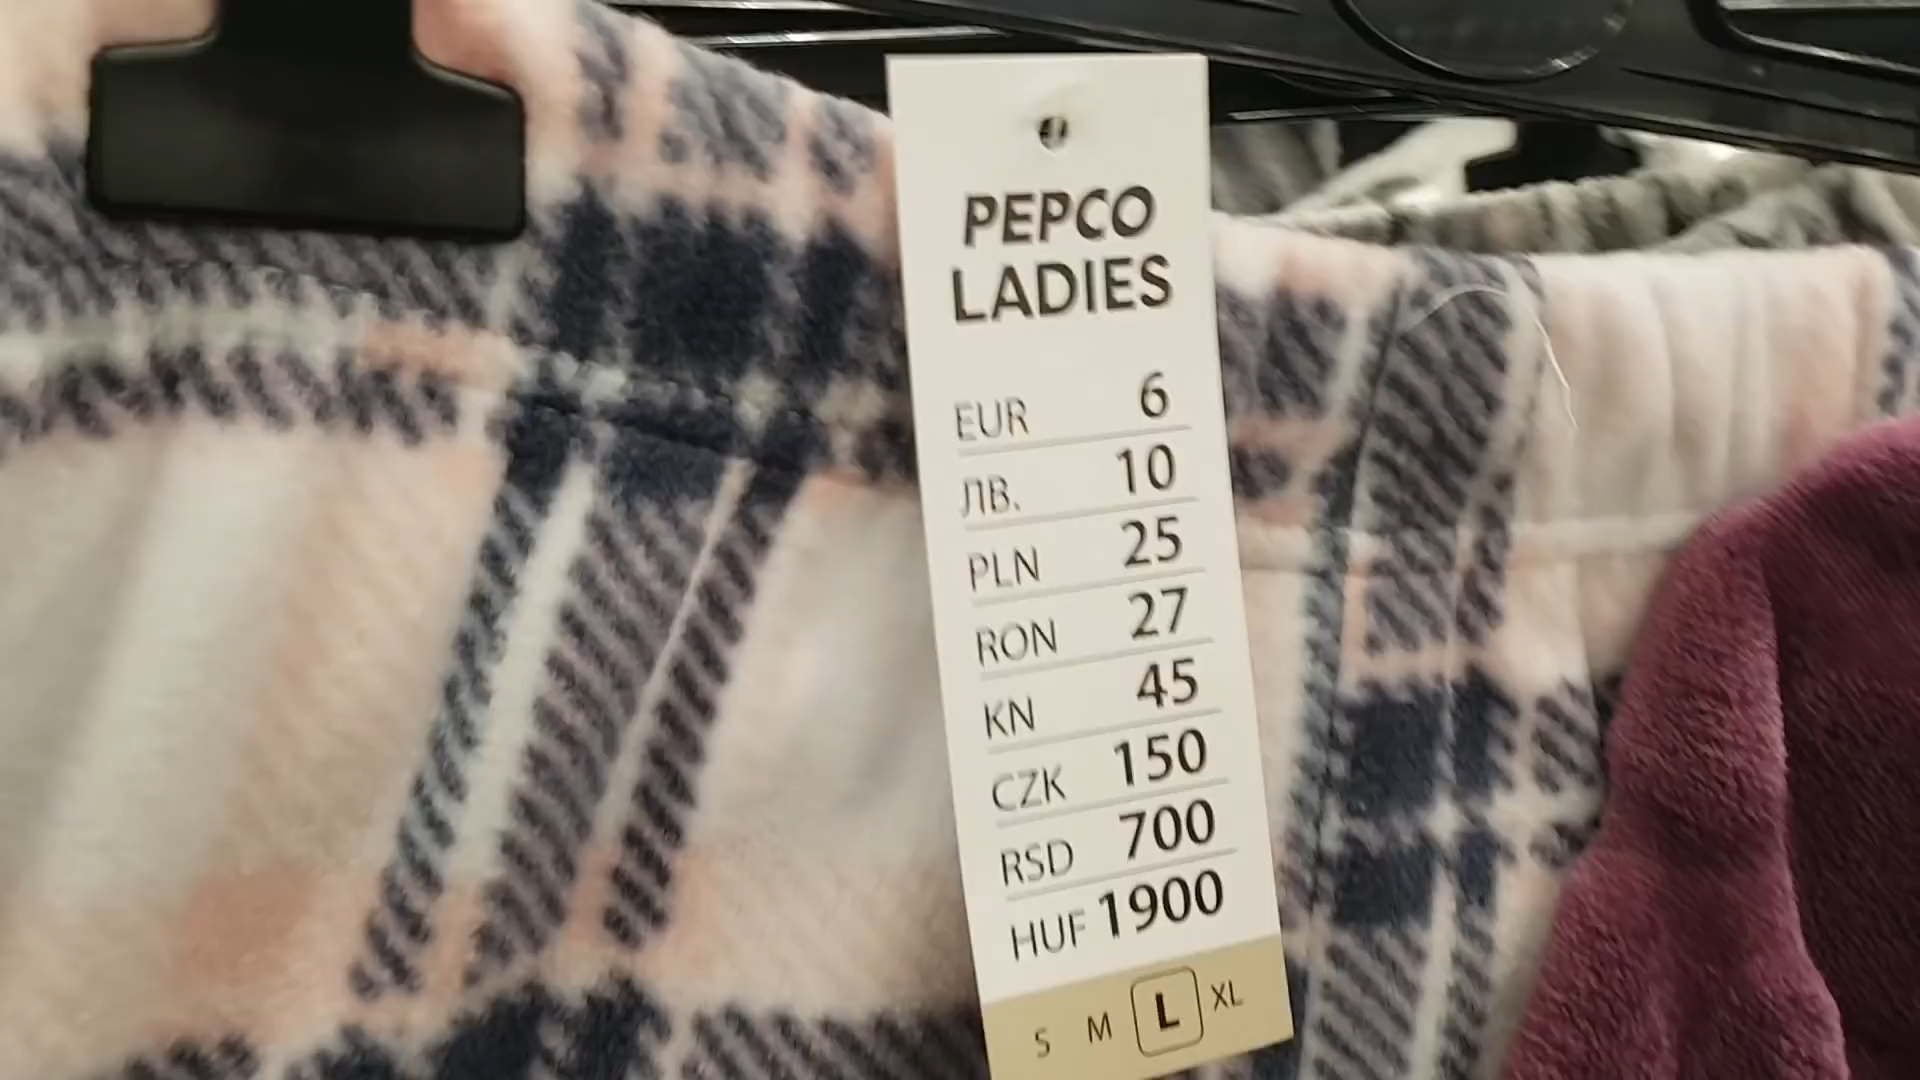 PEPCO
LADIES
EUR 6
ЛВ. 10
PLN 25
RON 27
KN 45
CZK 150
RSD 700
HUF 1900
S M L XL